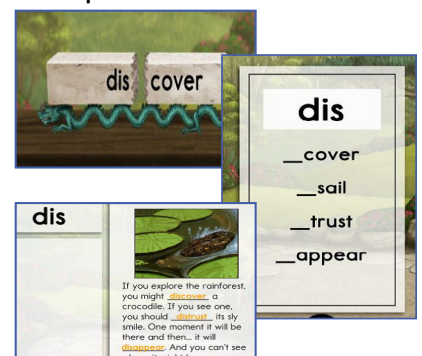 dis cover
dis
__cover
__sail
__trust
__appear
dis
If you explore the rainforest,
you might _discover_ a
crocodile. If you see one,
you should _distrust_ its sly
smile. One moment it will be
there and then... it will
disappear. And you can't see